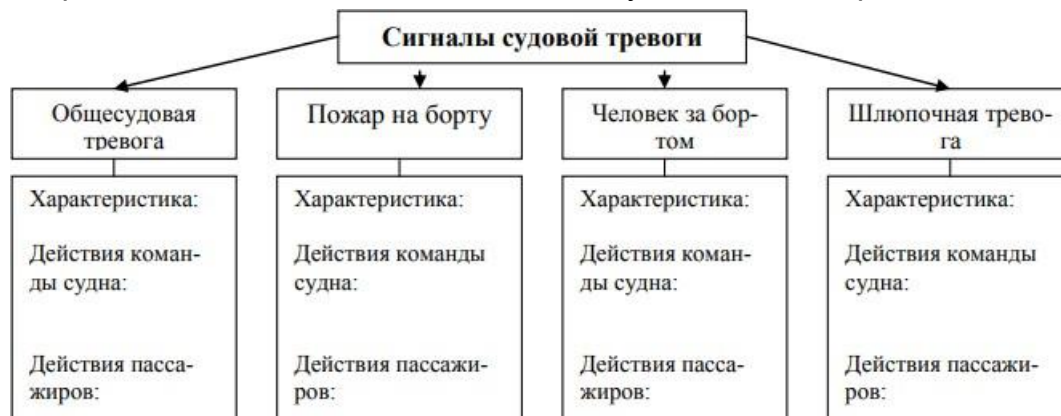 Сигналы судовой тревоги
Общесудовая
тревога
Пожар на борту
Человек за бор-
том
Шлюпочная трево-
га
Характеристика:
Действия коман-
ды судна:
Действия пасса-
жиров:
Характеристика:
Действия команды
судна:
Действия пассажи-
ров:
Характеристика:
Действия коман-
ды судна:
Действия пасса-
жиров:
Характеристика:
Действия команды
судна:
Действия пассажи-
ров: